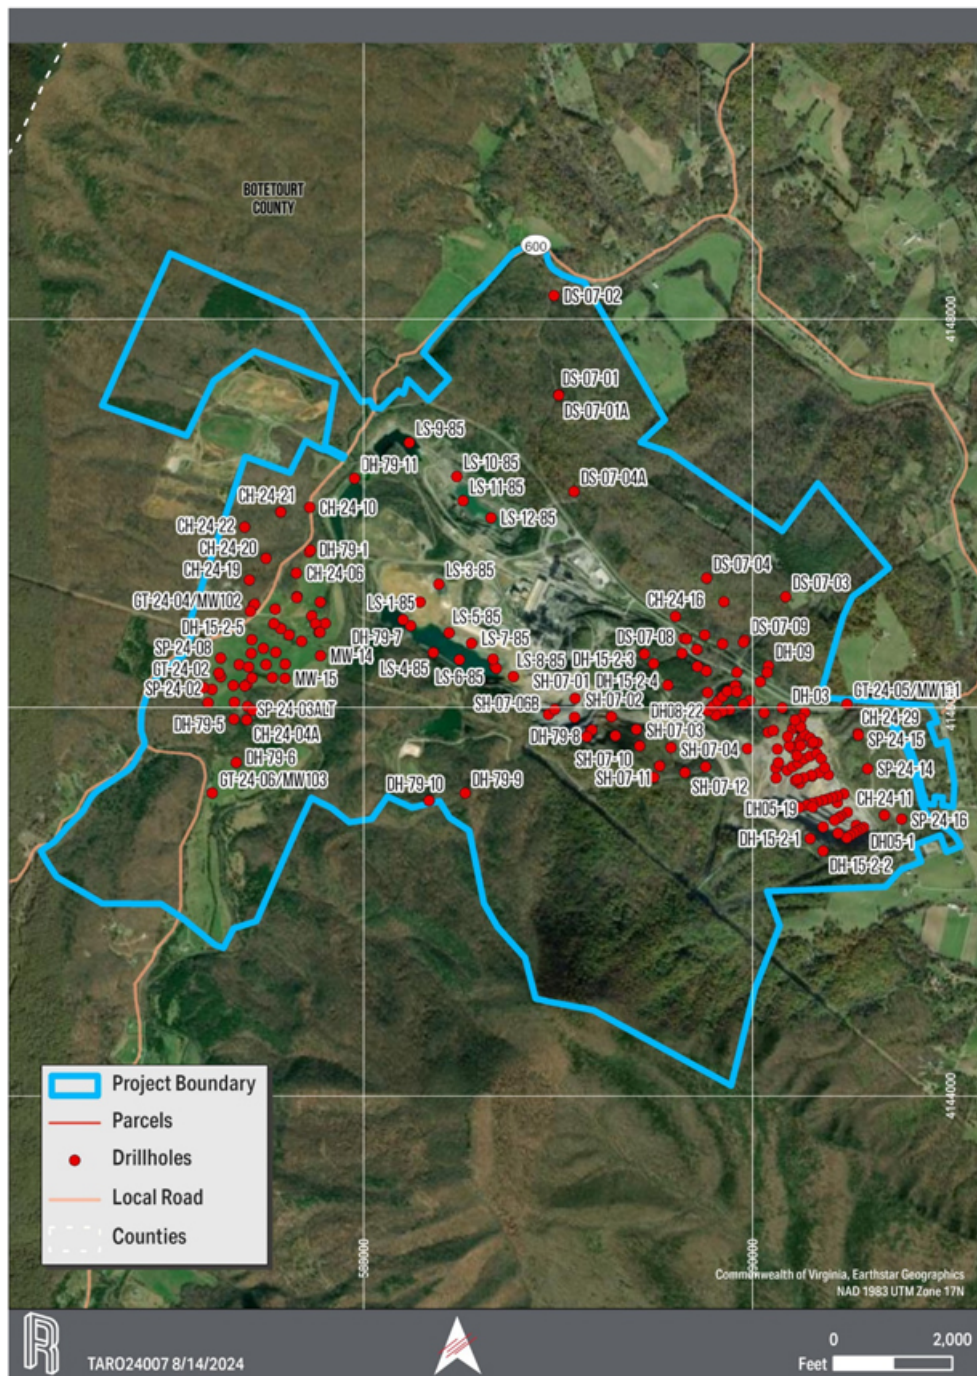 BOTETOURT
COUNTY
600
DS-07-02
4148000
DS-07-01
DS-07-01A
LS-9-85
DH-79-11
LS-10-85
DS-07-04A
LS-11-85
CH-24-21
CH-24-10
LS-12-85
CH-24-22
CH-24-20
DH-79-1
CH-24-19
CH-24-06
LS-3-85
DS-07-04
DS-07-03
GT-24-04/MW102
LS-1-85
CH-24-16
DH-15-2-5
DH-79-7
LS-5-85
DS-07-08
DS-07-09
SP-24-08
MW-14
LS-7-85
DH-09
GT-24-02
LS-4-85
LS-8-85
DH-15-2-3
SP-24-02
MW-15
LS-6-85
SH-07-01
DH-15-2-4
DH-03
GT-24-05/MW101
SP-24-03ALT
SH-07-06B
SH-07-02
DH08-22
CH-24-29
DH-79-5
CH-24-04A
DH-79-8
SH-07-03
SP-24-15
DH-79-6
SH-07-10
SH-07-04
SP-24-14
GT-24-06/MW103
DH-79-10
DH-79-9
SH-07-11
SH-07-12
CH-24-11
DH05-19
SP-24-16
DH-15-2-1
DH05-1
DH-15-2-2
4144000
Project Boundary
Parcels
Drillholes
Local Road
Counties
588000
Commonwealth of Virginia, Earthstar Geographics
NAD 1983 UTM Zone 17N
TARO24007 8/14/2024
0 2,000
Feet